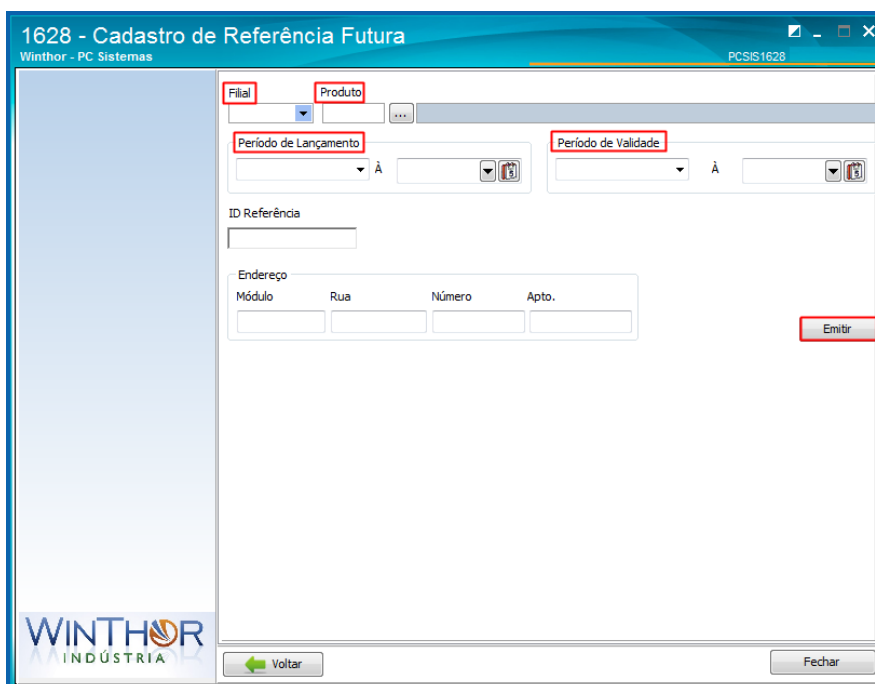 1628 - Cadastro de Referência Futura
Winthor - PC Sistemas
PCSIS1628
Filial
Produto
...
Período de Lançamento
À
Período de Validade
À
ID Referência
Endereço
Módulo Rua Número Apto.
Emitir
WINTHOR
INDÚSTRIA
Voltar
Fechar